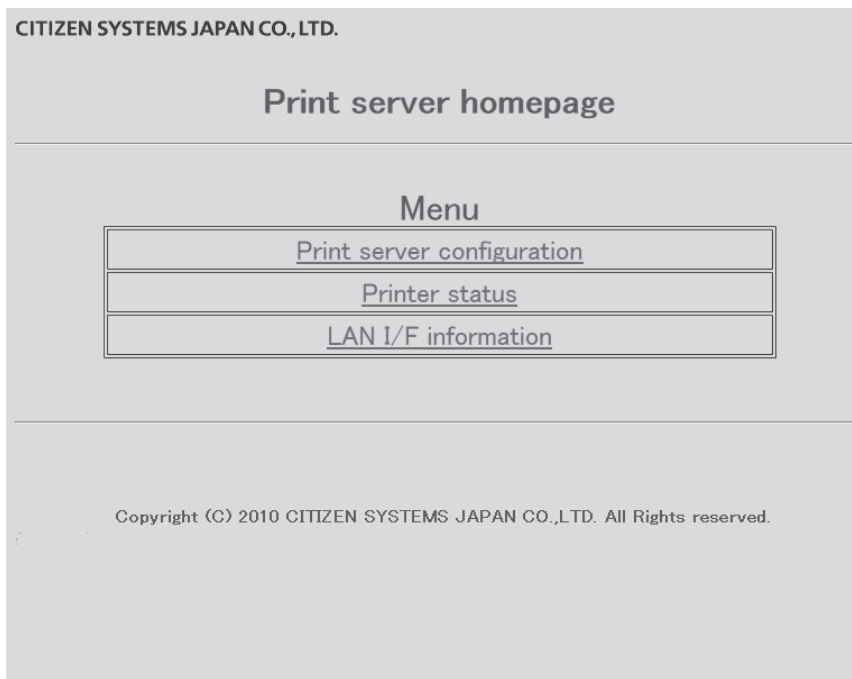 CITIZEN SYSTEMS JAPAN CO., LTD.
Print server homepage
Menu
Print server configuration
Printer status
LAN I/F information
Copyright (C) 2010 CITIZEN SYSTEMS JAPAN CO.,LTD. All Rights reserved.